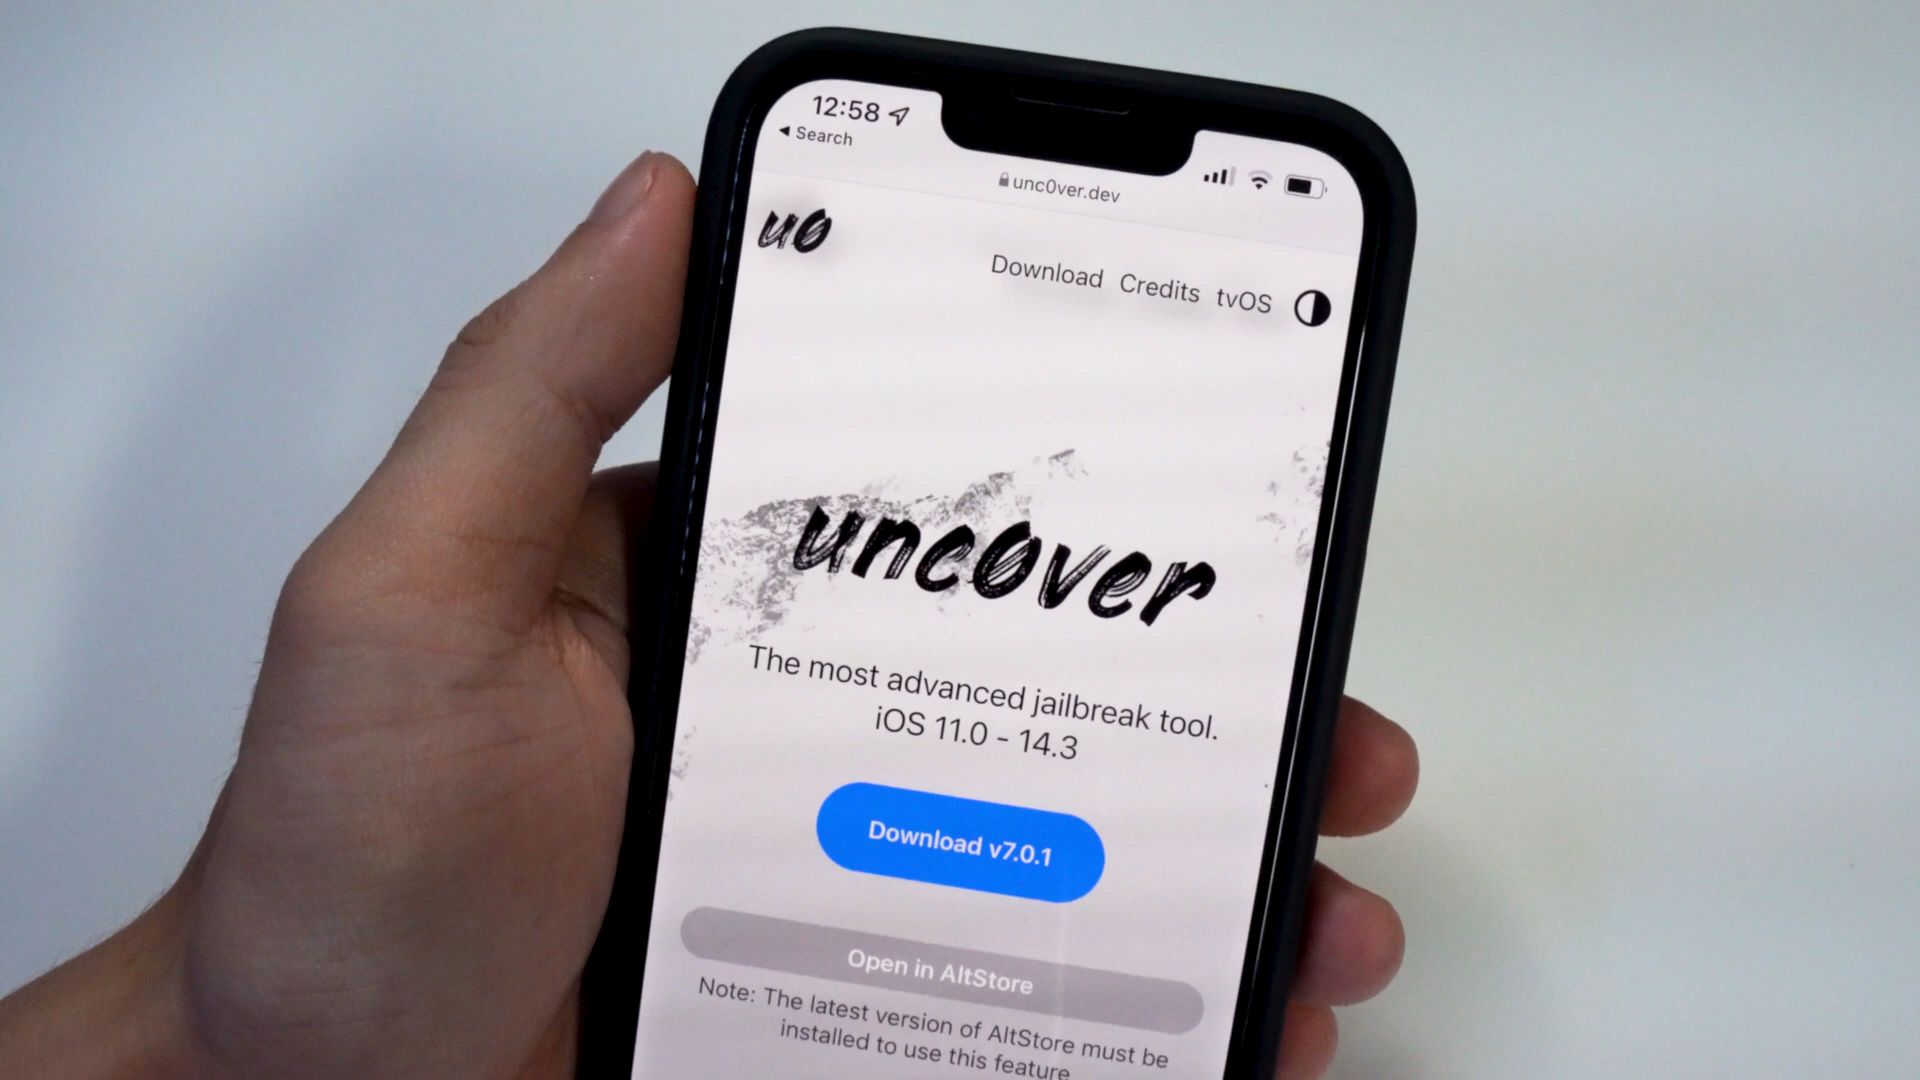 12:58
Search
unc0ver.dev
u0
Download Credits tvOS
unc0ver
The most advanced jailbreak tool.
iOS 11.0 - 14.3
Download v7.0.1
Open in AltStore
Note: The latest version of AltStore must be
installed to use this feature